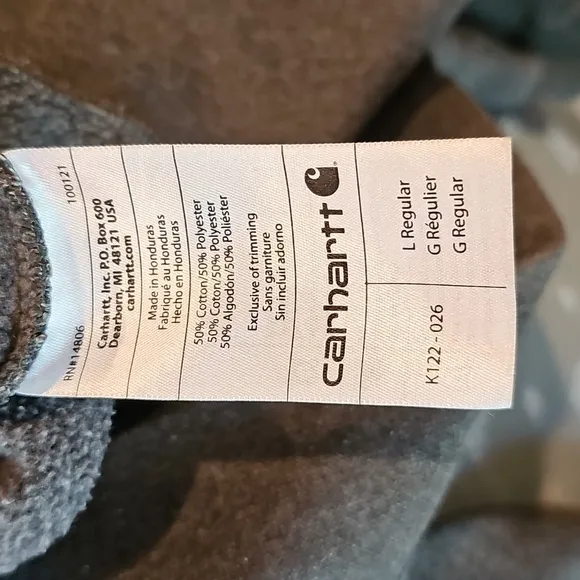 K122 - 026
L Regular
G Régulier
G Regular
carhartt
Exclusive of trimming
Sans garniture
Sin incluir adorno
50% Cotton/50% Polyester
50% Coton/50% Polyester
50% Algodón/50% Poliéster
Made in Honduras
Fabriqué au Honduras
Hecho en Honduras
Carhartt, Inc. P.O. Box 600
Dearborn, MI 48121 USA
carhartt.com
RN#14806
100121